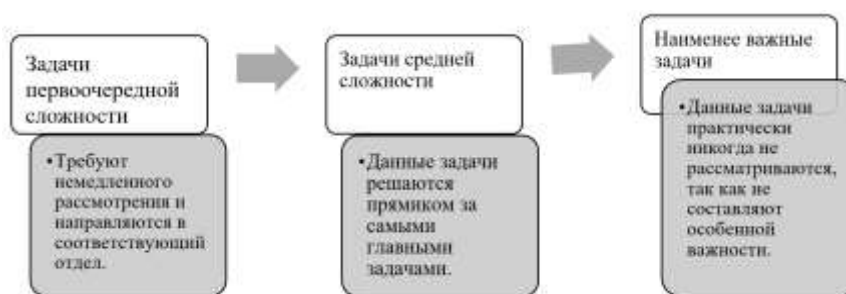 Задачи
первоочередной
сложности
•Требуют
немедленного
рассмотрения и
направляются в
соответствующий
отдел.
Задачи средней
сложности
•Данные задачи
решаются
прямиком за
самыми
главными
задачами.
Наименее важные
задачи
•Данные задачи
практически
никогда не
рассматриваются,
так как не
составляют
особенной
важности.